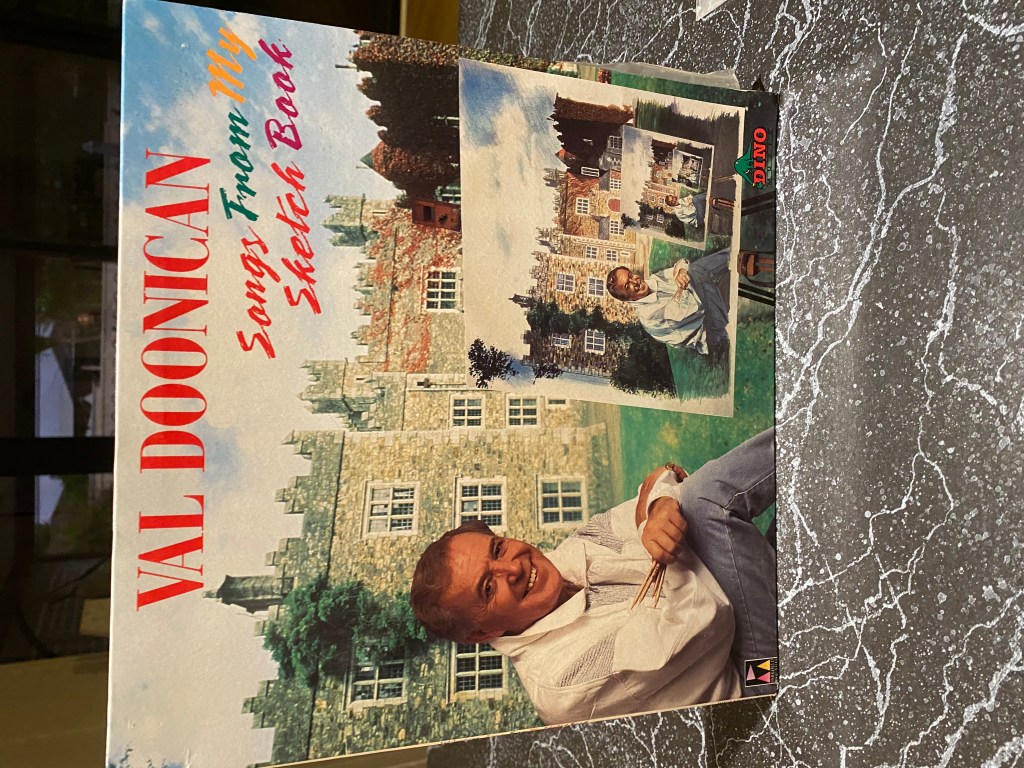 VAL DOONICAN
Songs From My
Sketch Book
DINO